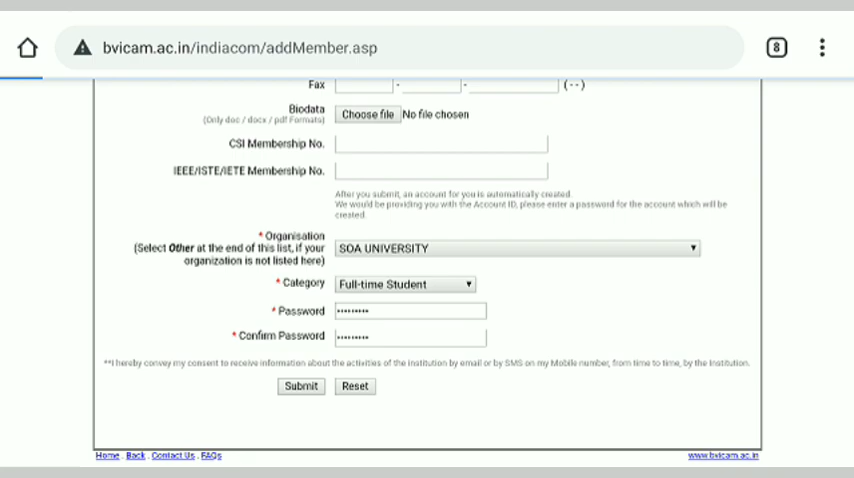 bvicam.ac.in/indiacom/addMember.asp 8
Fax - - (--)
Biodata
(Only doc / docx / pdf Formats)
Choose file No file chosen
CSI Membership No.
IEEE/ISTE/IETE Membership No.
After you submit, an account for you is automatically created.
We would be providing you with the Account ID, please enter a password for the account which will be
created.
* Organisation
(Select Other at the end of this list, if your
organization is not listed here)
SOA UNIVERSITY
* Category Full-time Student
* Password •••••••••
* Confirm Password •••••••••
**I hereby convey my consent to receive information about the activities of the institution by email or by SMS on my Mobile number, from time to time, by the Institution.
Submit Reset
Home . Back . Contact Us . FAQs www.bvicam.ac.in